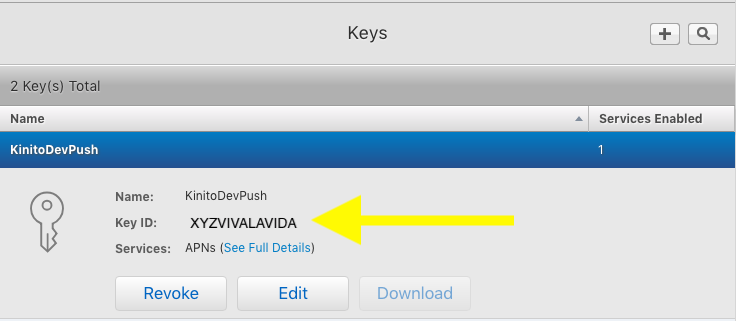 Keys
2 Key(s) Total
Name Services Enabled
KinitoDevPush 1
Name: KinitoDevPush
Key ID: XYZVIVALAVIDA
Services: APNs (See Full Details)
Revoke Edit Download